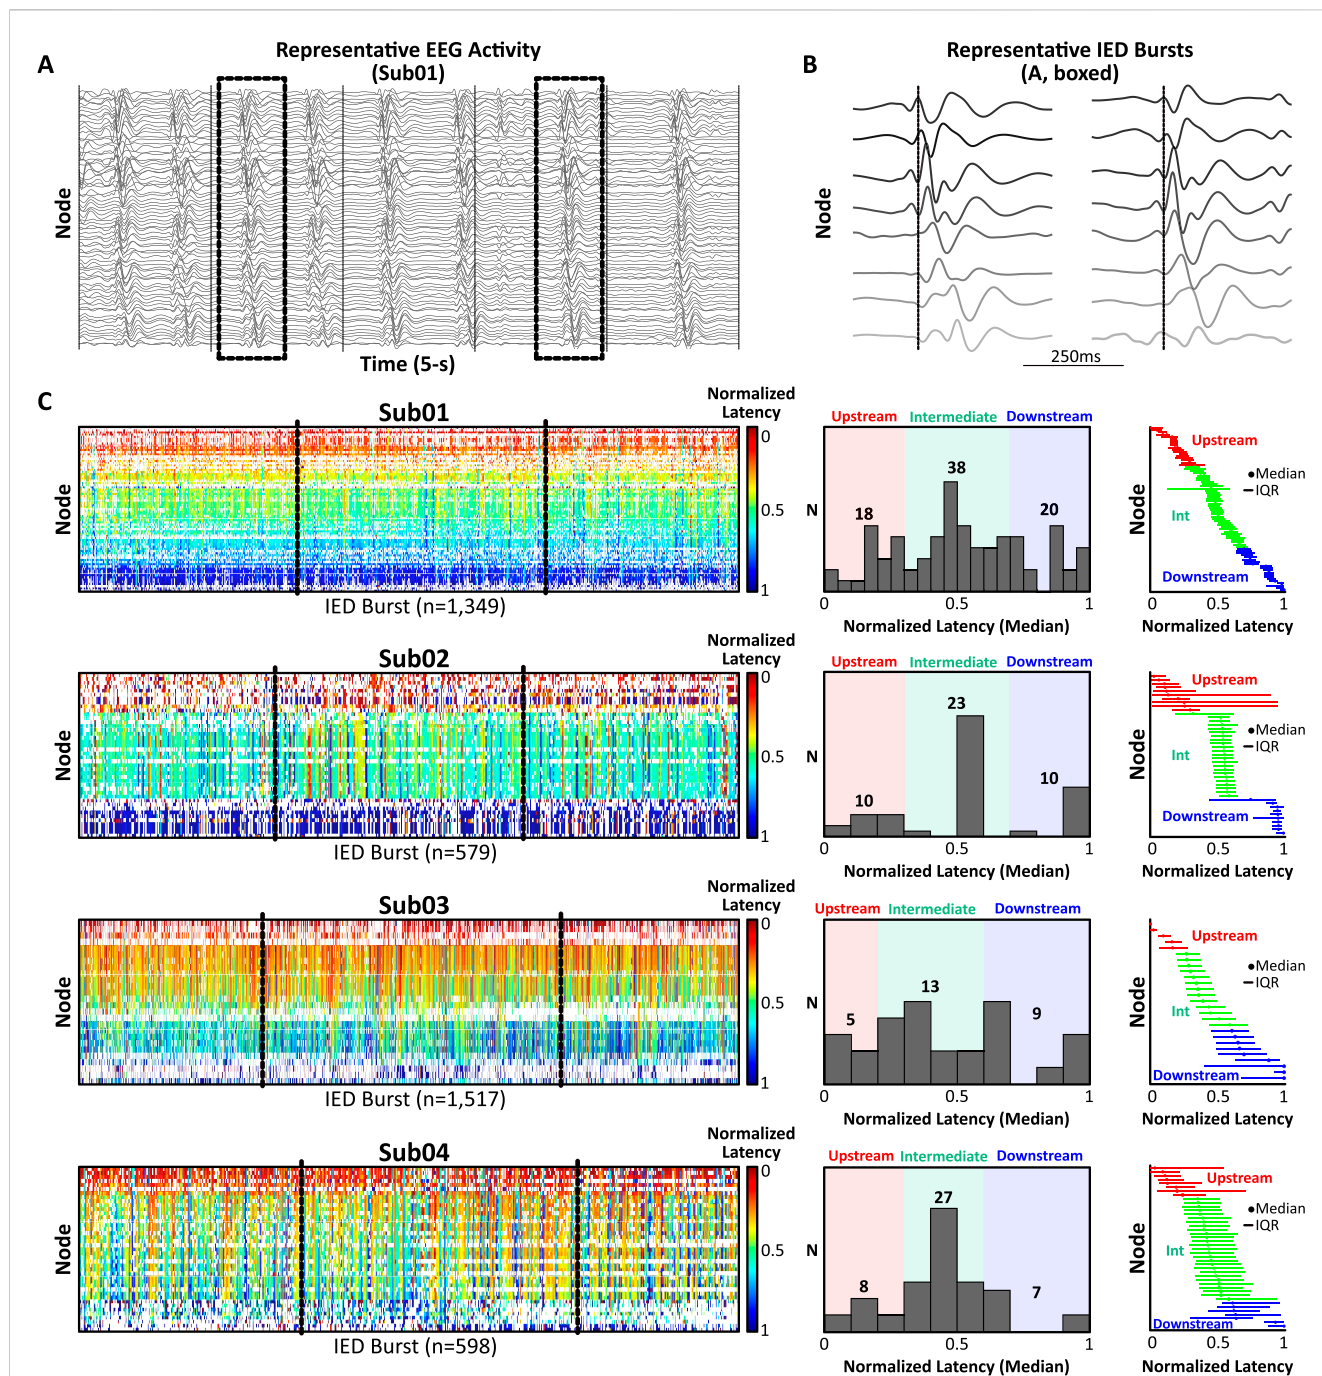 A
Representative EEG Activity
(Sub01)
Node
Time (5-s)
B
Representative IED Bursts
(A, boxed)
Node
250ms
C
Sub01
Normalized
Latency
Node
0
0.5
1
IED Burst (n=1,349)
Upstream Intermediate Downstream
N
18
38
20
0 0.5 1
Normalized Latency (Median)
Node
Upstream
Median
IQR
Int
Downstream
0 0.5 1
Normalized Latency
Sub02
Normalized
Latency
Node
0
0.5
1
IED Burst (n=579)
Upstream Intermediate Downstream
N
10
23
10
0 0.5 1
Normalized Latency (Median)
Node
Upstream
Median
IQR
Int
Downstream
0 0.5 1
Normalized Latency
Sub03
Normalized
Latency
Node
0
0.5
1
IED Burst (n=1,517)
Upstream Intermediate Downstream
N
5
13
9
0 0.5 1
Normalized Latency (Median)
Node
Upstream
Median
IQR
Int
Downstream
0 0.5 1
Normalized Latency
Sub04
Normalized
Latency
Node
0
0.5
1
IED Burst (n=598)
Upstream Intermediate Downstream
N
8
27
7
0 0.5 1
Normalized Latency (Median)
Node
Upstream
Median
IQR
Int
Downstream
0 0.5 1
Normalized Latency